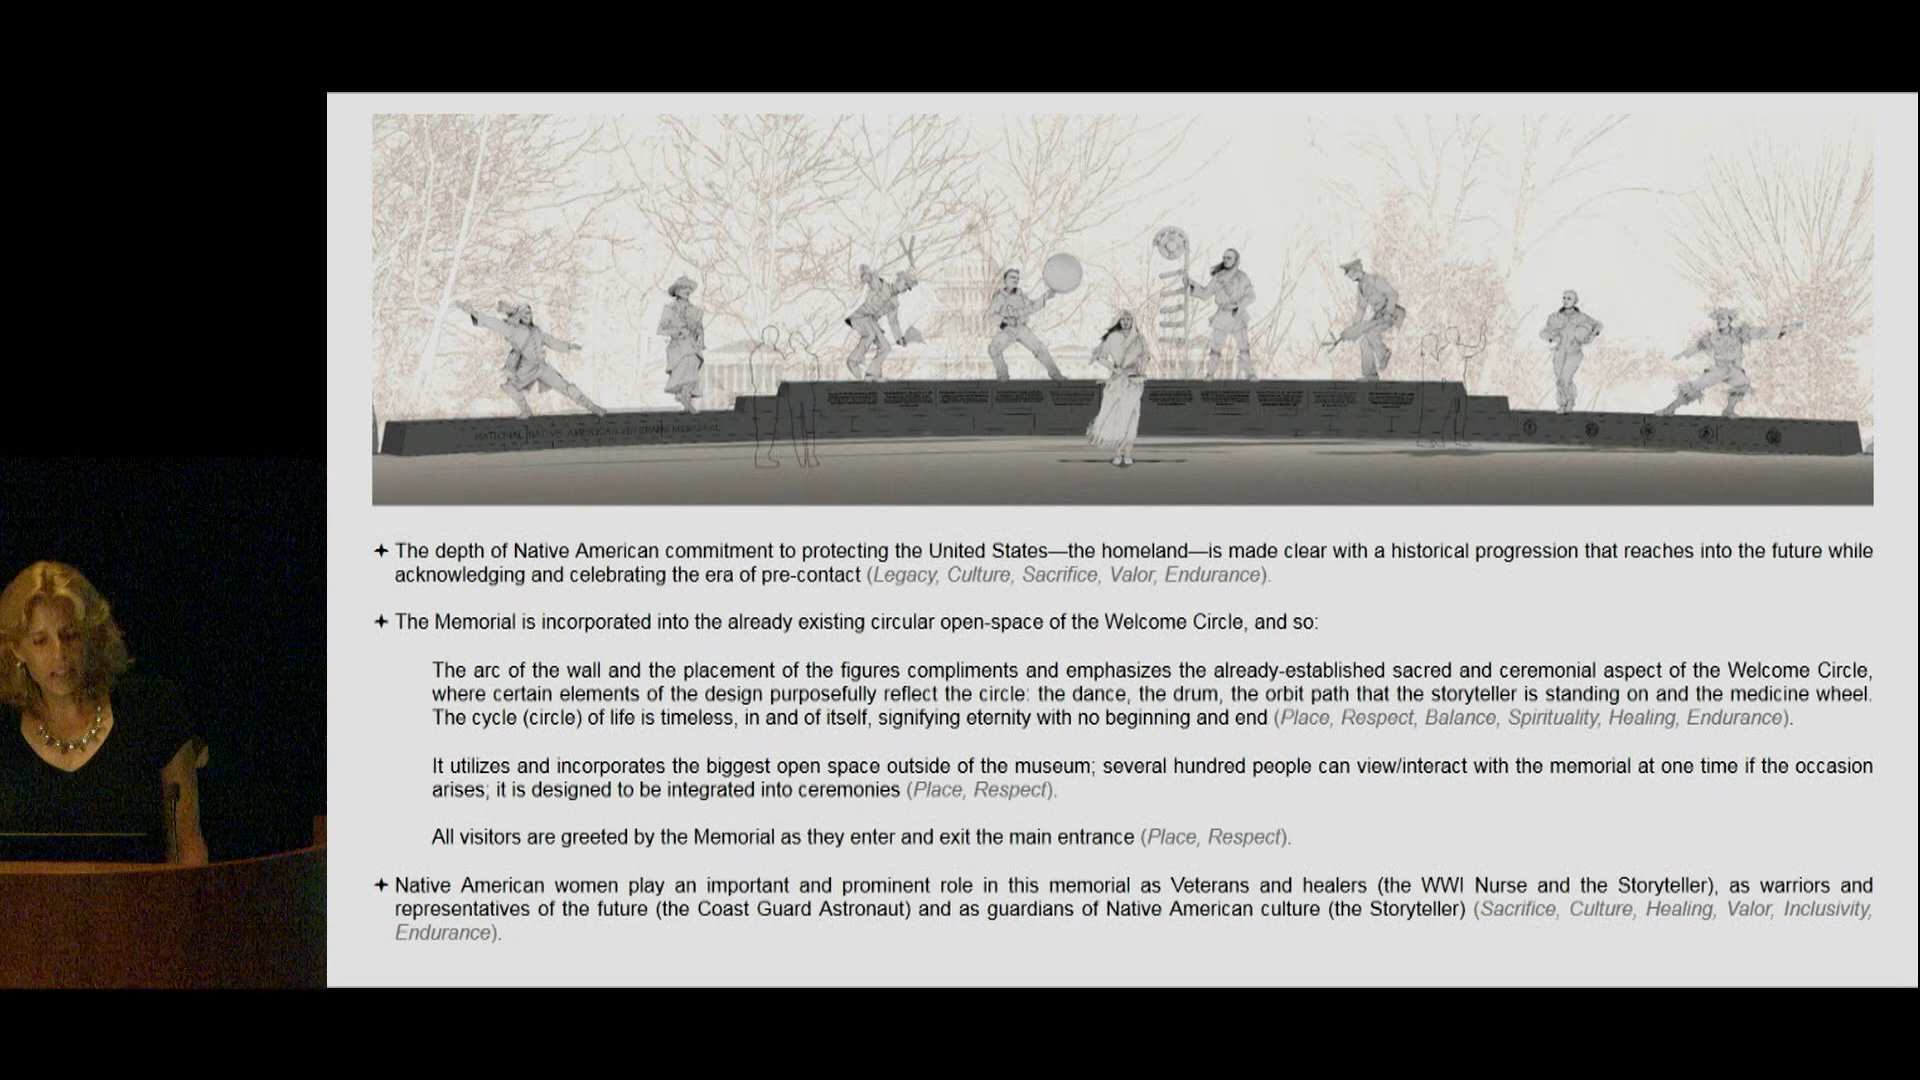 NATIONAL NATIVE AMERICAN VETERANS MEMORIAL
✦ The depth of Native American commitment to protecting the United States—the homeland—is made clear with a historical progression that reaches into the future while
acknowledging and celebrating the era of pre-contact (Legacy, Culture, Sacrifice, Valor, Endurance).
✦ The Memorial is incorporated into the already existing circular open-space of the Welcome Circle, and so:
The arc of the wall and the placement of the figures compliments and emphasizes the already-established sacred and ceremonial aspect of the Welcome Circle,
where certain elements of the design purposefully reflect the circle: the dance, the drum, the orbit path that the storyteller is standing on and the medicine wheel.
The cycle (circle) of life is timeless, in and of itself, signifying eternity with no beginning and end (Place, Respect, Balance, Spirituality, Healing, Endurance).
It utilizes and incorporates the biggest open space outside of the museum; several hundred people can view/interact with the memorial at one time if the occasion
arises; it is designed to be integrated into ceremonies (Place, Respect).
All visitors are greeted by the Memorial as they enter and exit the main entrance (Place, Respect).
✦ Native American women play an important and prominent role in this memorial as Veterans and healers (the WWI Nurse and the Storyteller), as warriors and
representatives of the future (the Coast Guard Astronaut) and as guardians of Native American culture (the Storyteller) (Sacrifice, Culture, Healing, Valor, Inclusivity,
Endurance).